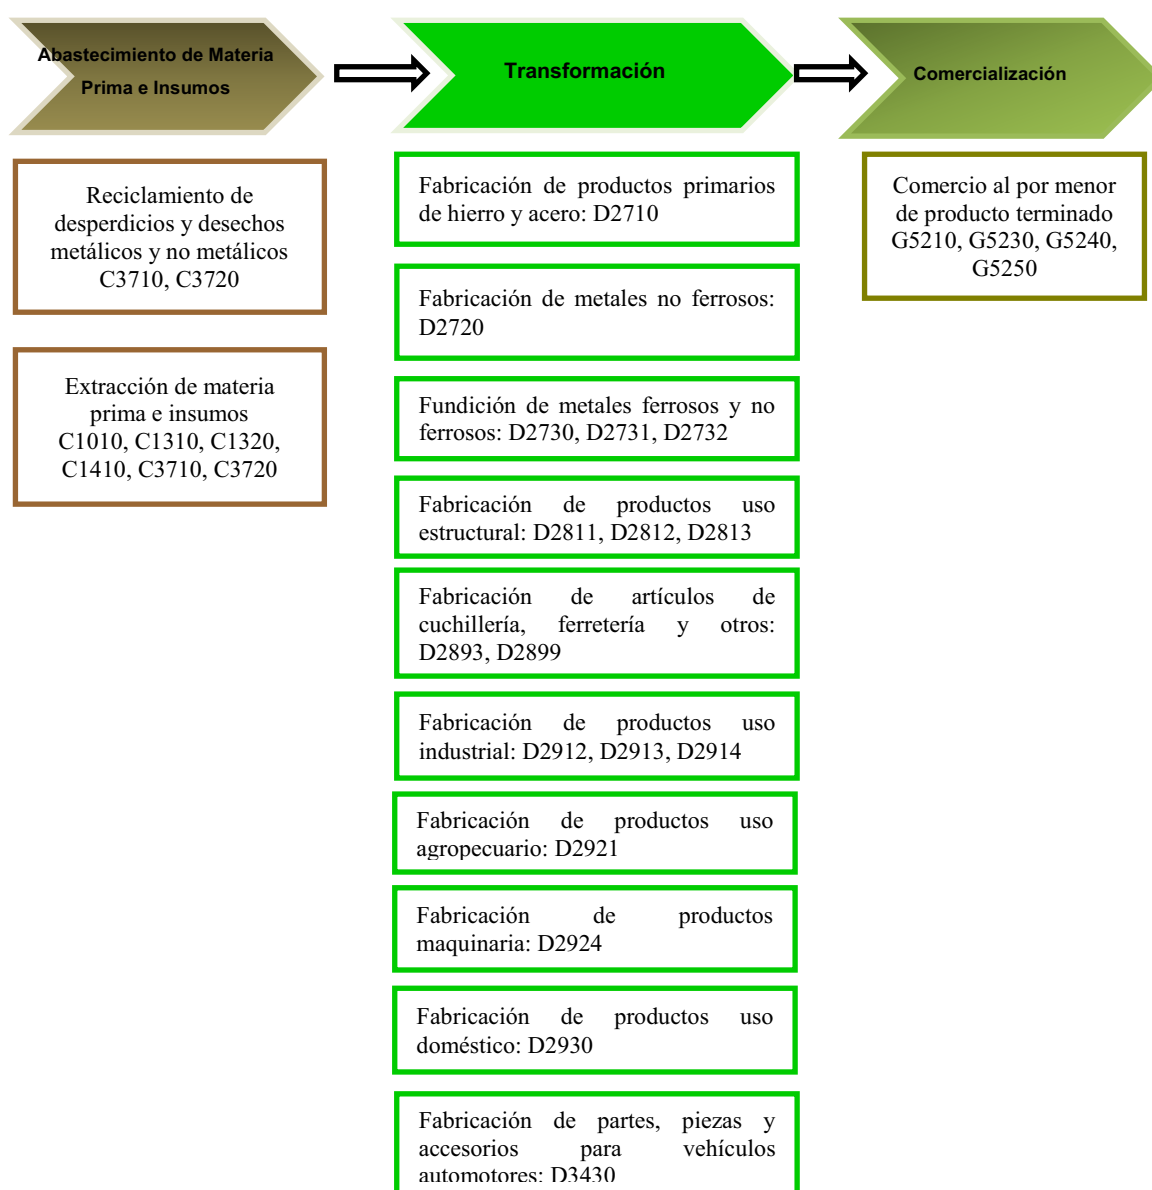 Abastecimiento de Materia
Prima e Insumos
Transformación
Comercialización
Reciclamiento de
desperdicios y desechos
metálicos y no metálicos
C3710, C3720
Extracción de materia
prima e insumos
C1010, C1310, C1320,
C1410, C3710, C3720
Fabricación de productos primarios
de hierro y acero: D2710
Fabricación de metales no ferrosos:
D2720
Fundición de metales ferrosos y no
ferrosos: D2730, D2731, D2732
Fabricación de productos uso
estructural: D2811, D2812, D2813
Fabricación de artículos de
cuchillería, ferretería y otros:
D2893, D2899
Fabricación de productos uso
industrial: D2912, D2913, D2914
Fabricación de productos uso
agropecuario: D2921
Fabricación de productos
maquinaria: D2924
Fabricación de productos uso
doméstico: D2930
Fabricación de partes, piezas y
accesorios para vehículos
automotores: D3430
Comercio al por menor
de producto terminado
G5210, G5230, G5240,
G5250